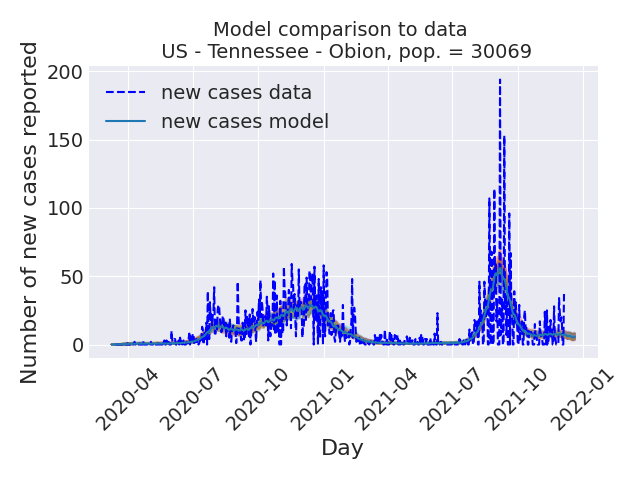 Model comparison to data
US - Tennessee - Obion, pop. = 30069
new cases data
new cases model
Number of new cases reported
200
150
100
50
0
2020-04
2020-07
2020-10
2021-01
2021-04
2021-07
2021-10
2022-01
Day